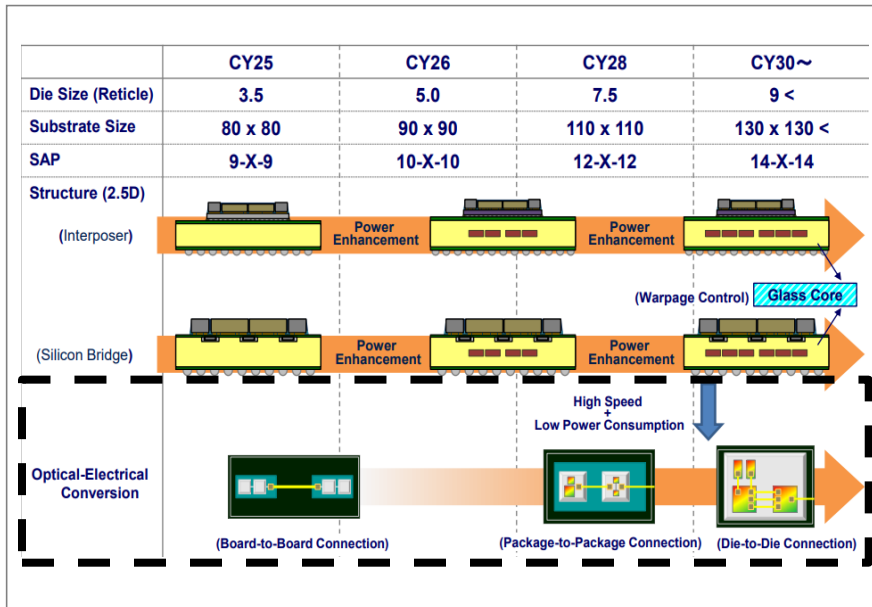 CY25 CY26 CY28 CY30～
Die Size (Reticle) 3.5 5.0 7.5 9 <
Substrate Size 80 x 80 90 x 90 110 x 110 130 x 130 <
SAP 9-X-9 10-X-10 12-X-12 14-X-14
Structure (2.5D)
(Interposer)
Power
Enhancement
Power
Enhancement
(Warpage Control) Glass Core
(Silicon Bridge)
Power
Enhancement
Power
Enhancement
High Speed
+
Low Power Consumption
Optical-Electrical
Conversion
(Board-to-Board Connection) (Package-to-Package Connection) (Die-to-Die Connection)